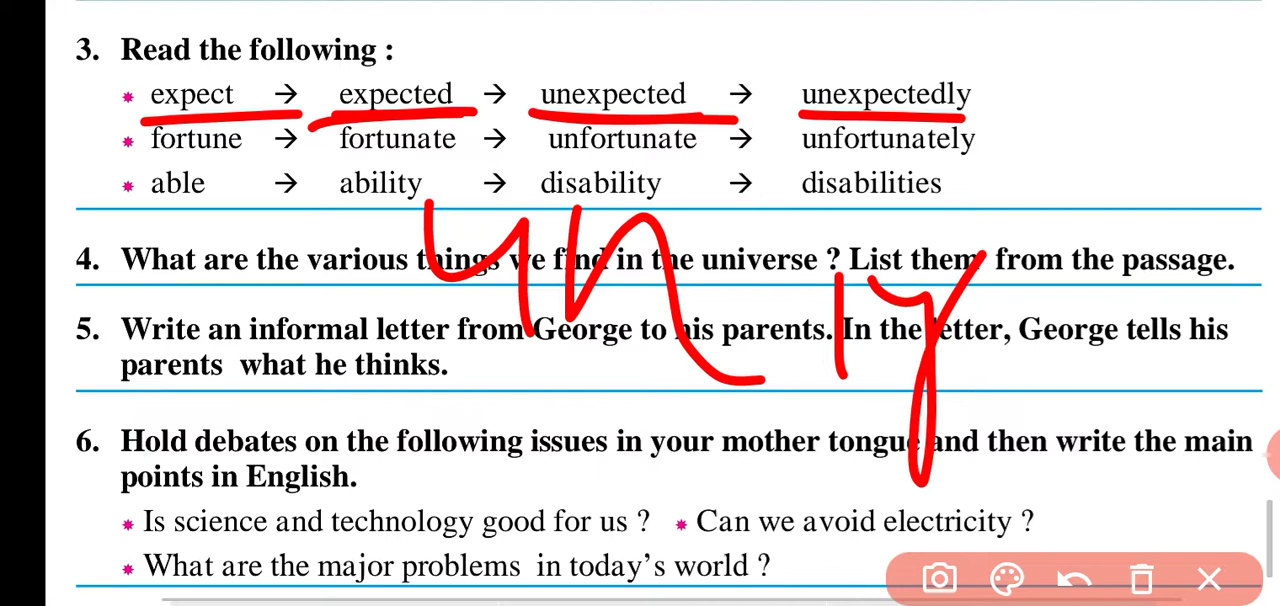 3. Read the following :
* expect → expected → unexpected → unexpectedly
* fortune → fortunate → unfortunate → unfortunately
* able → ability → disability → disabilities
4. What are the various things we find in the universe ? List them from the passage.
5. Write an informal letter from George to his parents. In the letter, George tells his
parents what he thinks.
un ly
6. Hold debates on the following issues in your mother tongue and then write the main
points in English.
* Is science and technology good for us ? * Can we avoid electricity ?
* What are the major problems in today's world ?